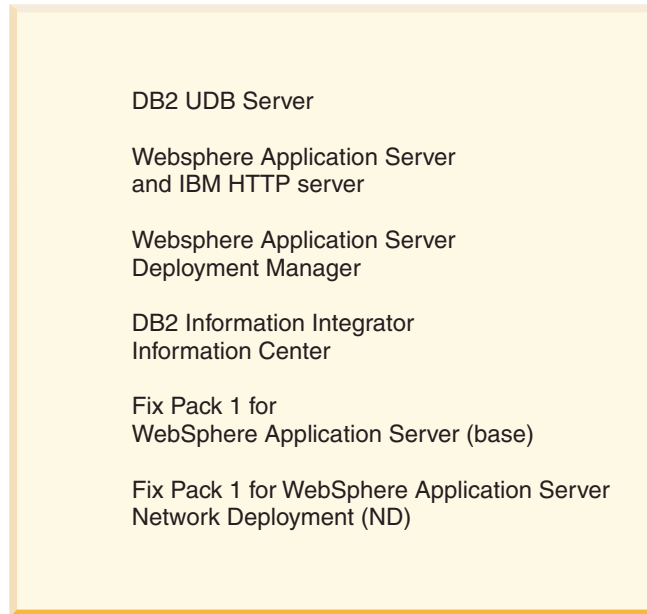 DB2 UDB Server
Websphere Application Server
and IBM HTTP server
Websphere Application Server
Deployment Manager
DB2 Information Integrator
Information Center
Fix Pack 1 for
WebSphere Application Server (base)
Fix Pack 1 for WebSphere Application Server
Network Deployment (ND)